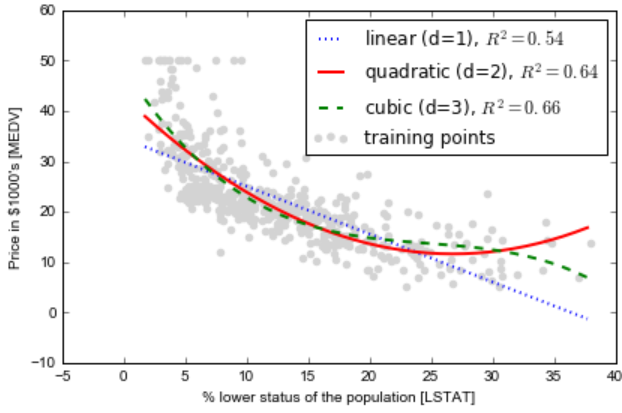 60
50
40
30
20
10
0
−10
Price in $1000's [MEDV]
linear (d=1), R²=0.54
quadratic (d=2), R²=0.64
cubic (d=3), R²=0.66
training points
−5 0 5 10 15 20 25 30 35 40
% lower status of the population [LSTAT]